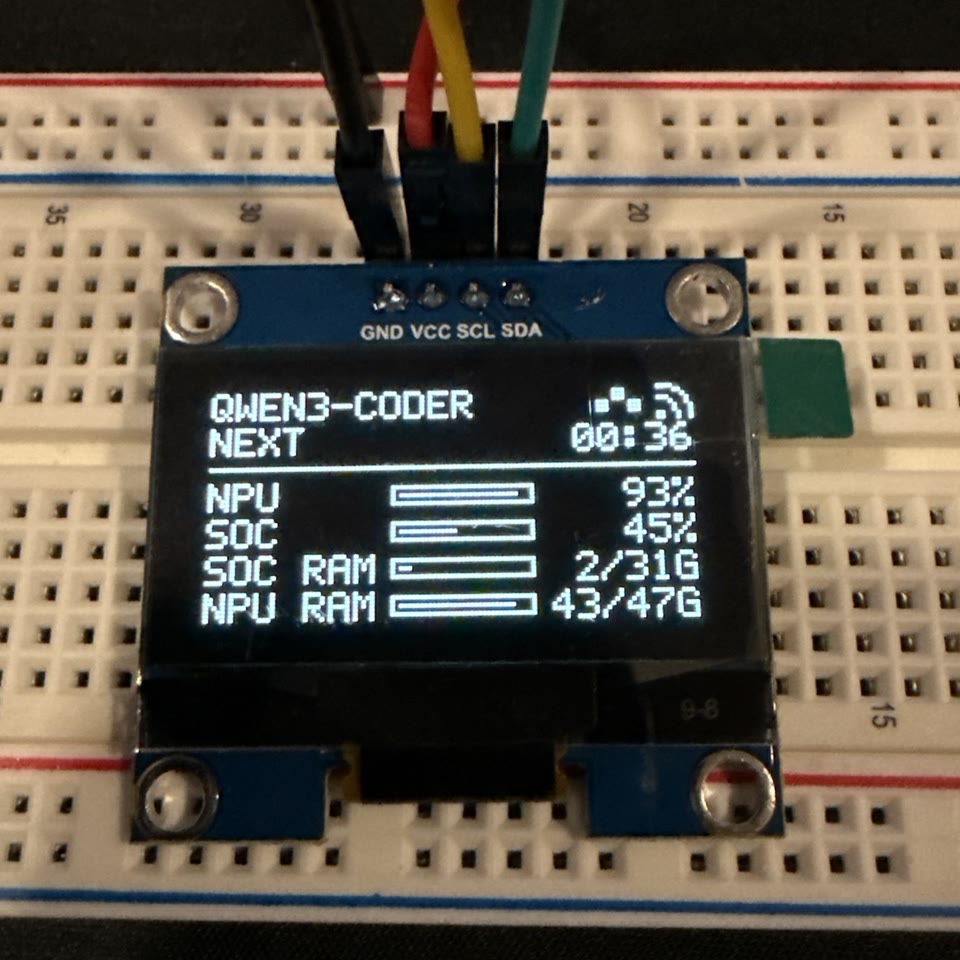 35
30
20
15
GND VCC SCL SDA
QWEN3-CODER
NEXT 00:36
NPU 93%
SOC 45%
SOC RAM 2/31G
NPU RAM 43/47G
9-8
15